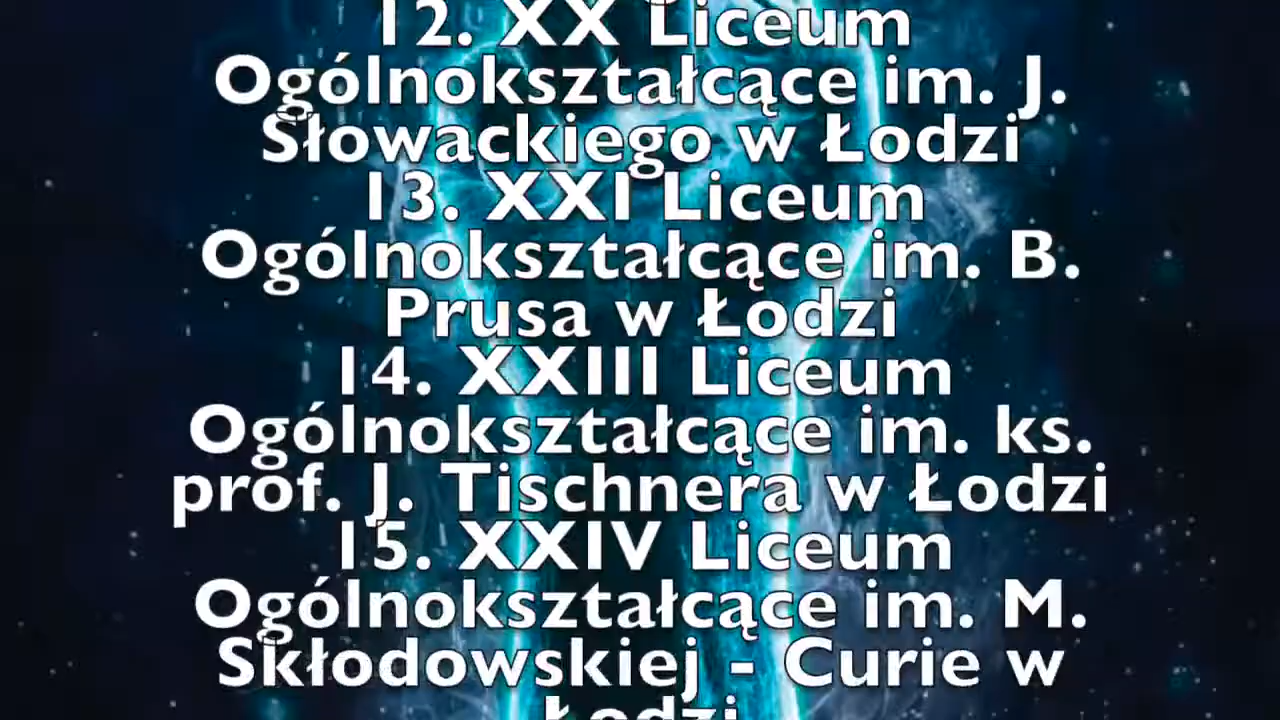 12. XX Liceum
Ogólnokształcące im. J.
Słowackiego w Łodzi
13. XXI Liceum
Ogólnokształcące im. B.
Prusa w Łodzi
14. XXIII Liceum
Ogólnokształcące im. ks.
prof. J. Tischnera w Łodzi
15. XXIV Liceum
Ogólnokształcące im. M.
Skłodowskiej - Curie w
Łodzi